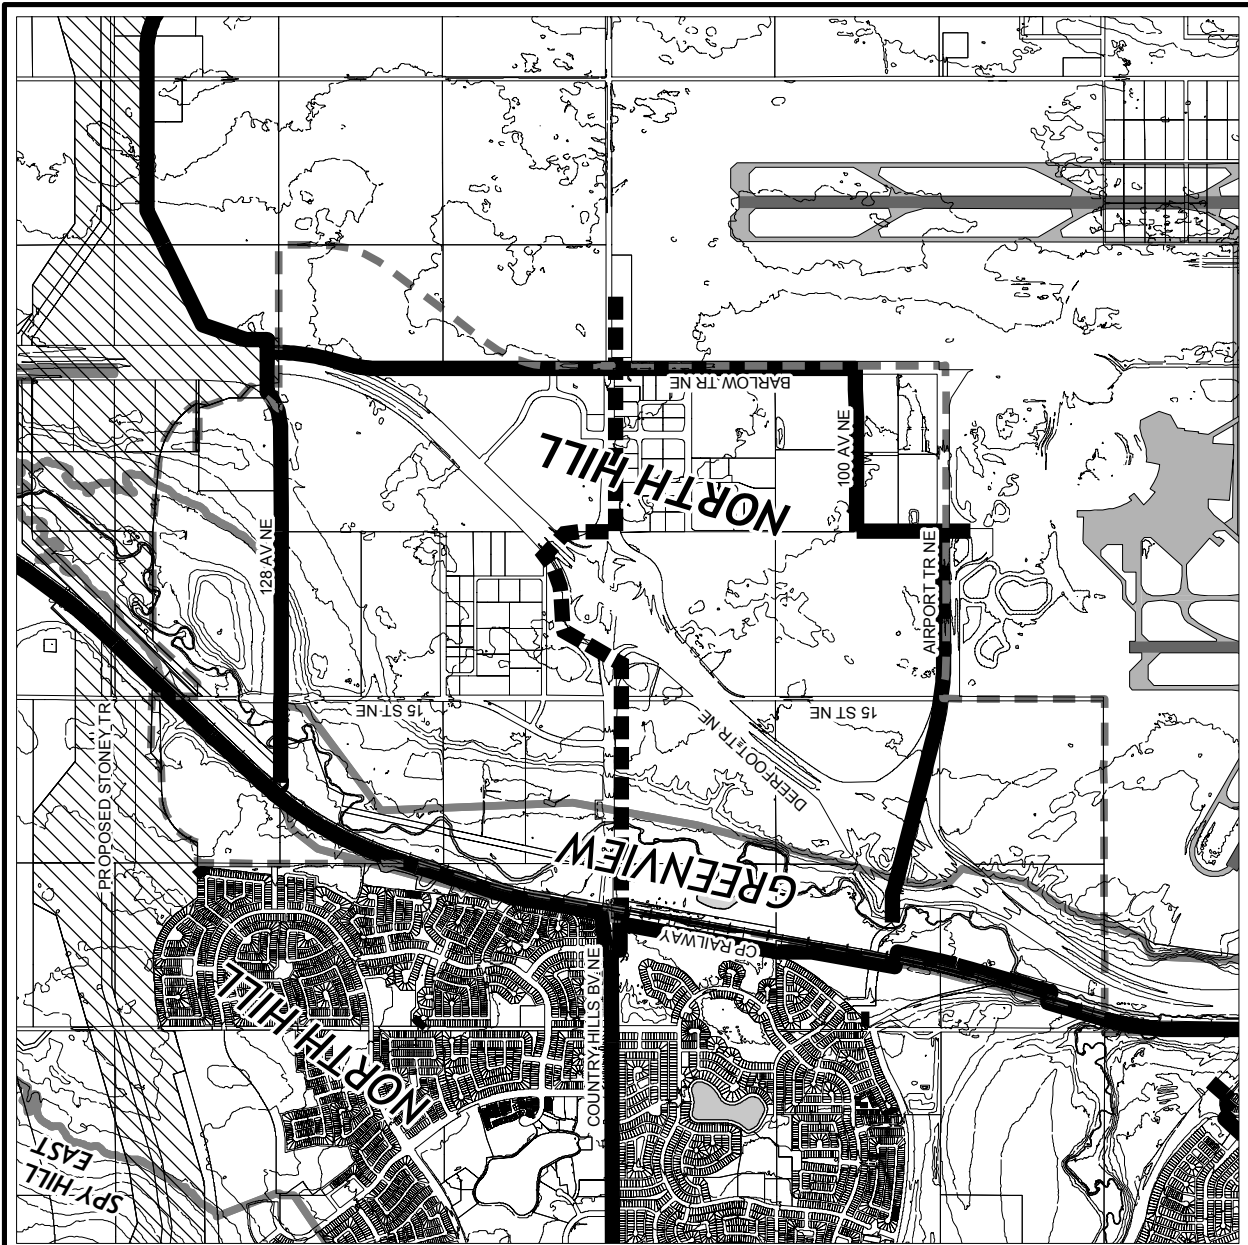 BARLOW TR NE
NORTH HILL
100 AV NE
128 AV NE
AIRPORT TR NE
15 ST NE
15 ST NE
DEERFOOT TR NE
PROPOSED STONEY TR
GREENVIEW
CP RAILWAY
NORTH HILL
COUNTRY HILLS BV NE
SPY HILL
EAST